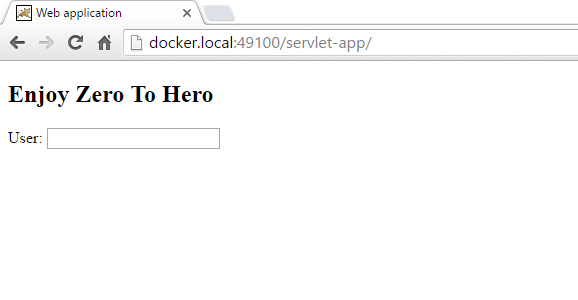 Web application
docker.local:49100/servlet-app/
Enjoy Zero To Hero
User: